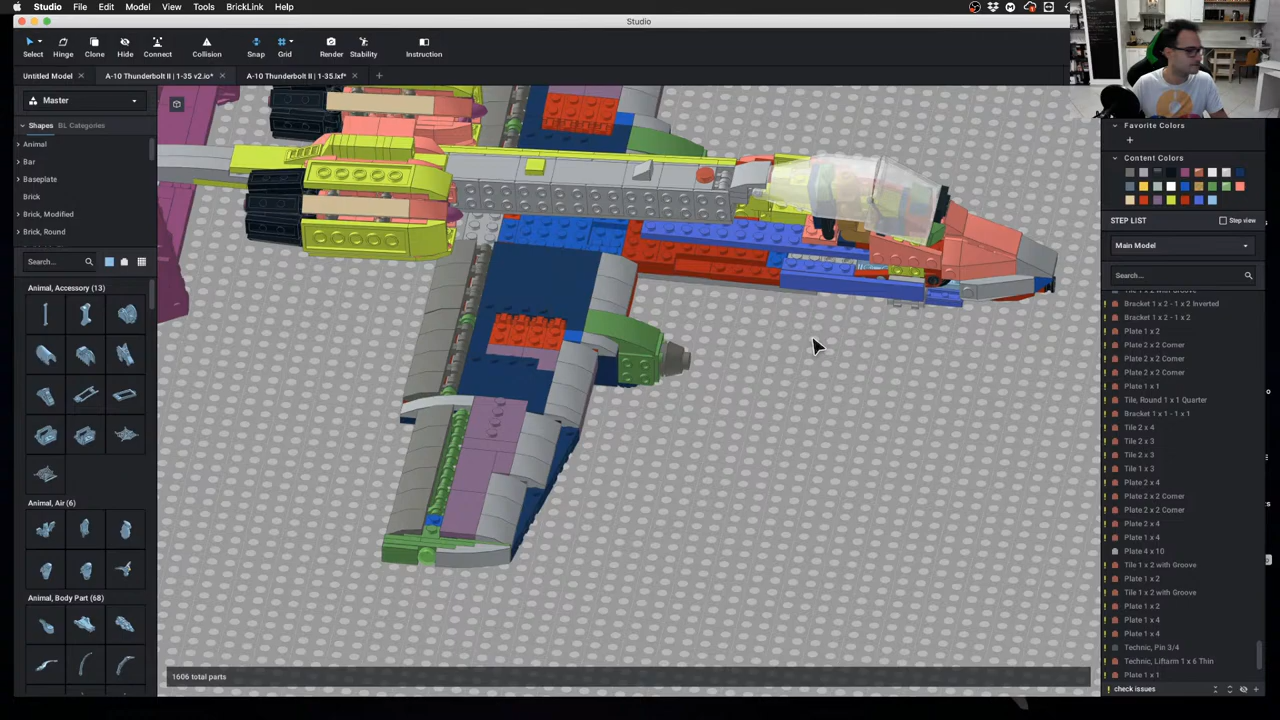 Studio File Edit Model View Tools BrickLink Help
Studio
Select Hinge Clone Hide Connect Collision Snap Grid Render Stability Instruction
Untitled Model A-10 Thunderbolt II | 1-35 v2.io* A-10 Thunderbolt II | 1-35.lxf*
Master
Shapes BL Categories
Animal
Bar
Baseplate
Brick
Brick, Modified
Brick, Round
Search...
Animal, Accessory (13)
Animal, Air (6)
Animal, Body Part (68)
1606 total parts
Favorite Colors
Content Colors
STEP LIST Step view
Main Model
Search...
Tile 1 x 2 with Groove
Bracket 1 x 2 - 1 x 2 Inverted
Bracket 1 x 2 - 1 x 2
Plate 1 x 2
Plate 2 x 2 Corner
Plate 2 x 2 Corner
Plate 2 x 2 Corner
Plate 1 x 1
Tile, Round 1 x 1 Quarter
Bracket 1 x 1 - 1 x 1
Tile 2 x 4
Tile 2 x 3
Tile 2 x 3
Tile 1 x 3
Plate 2 x 4
Plate 2 x 2 Corner
Plate 2 x 2 Corner
Plate 2 x 4
Plate 1 x 4
Plate 4 x 10
Tile 1 x 2 with Groove
Plate 1 x 2
Tile 1 x 2 with Groove
Plate 1 x 2
Plate 1 x 4
Plate 1 x 4
Technic, Pin 3/4
Technic, Liftarm 1 x 6 Thin
Plate 1 x 1
check issues